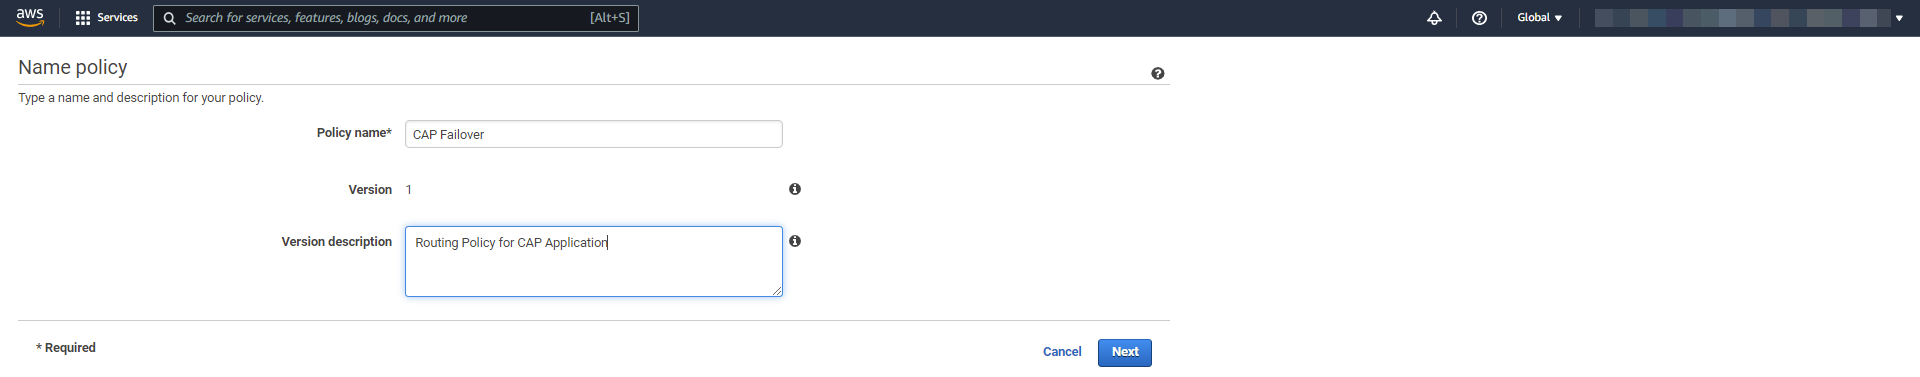 aws Services Search for services, features, blogs, docs, and more [Alt+S] Global
Name policy
Type a name and description for your policy.
Policy name* CAP Failover
Version 1
Version description Routing Policy for CAP Application
* Required Cancel Next